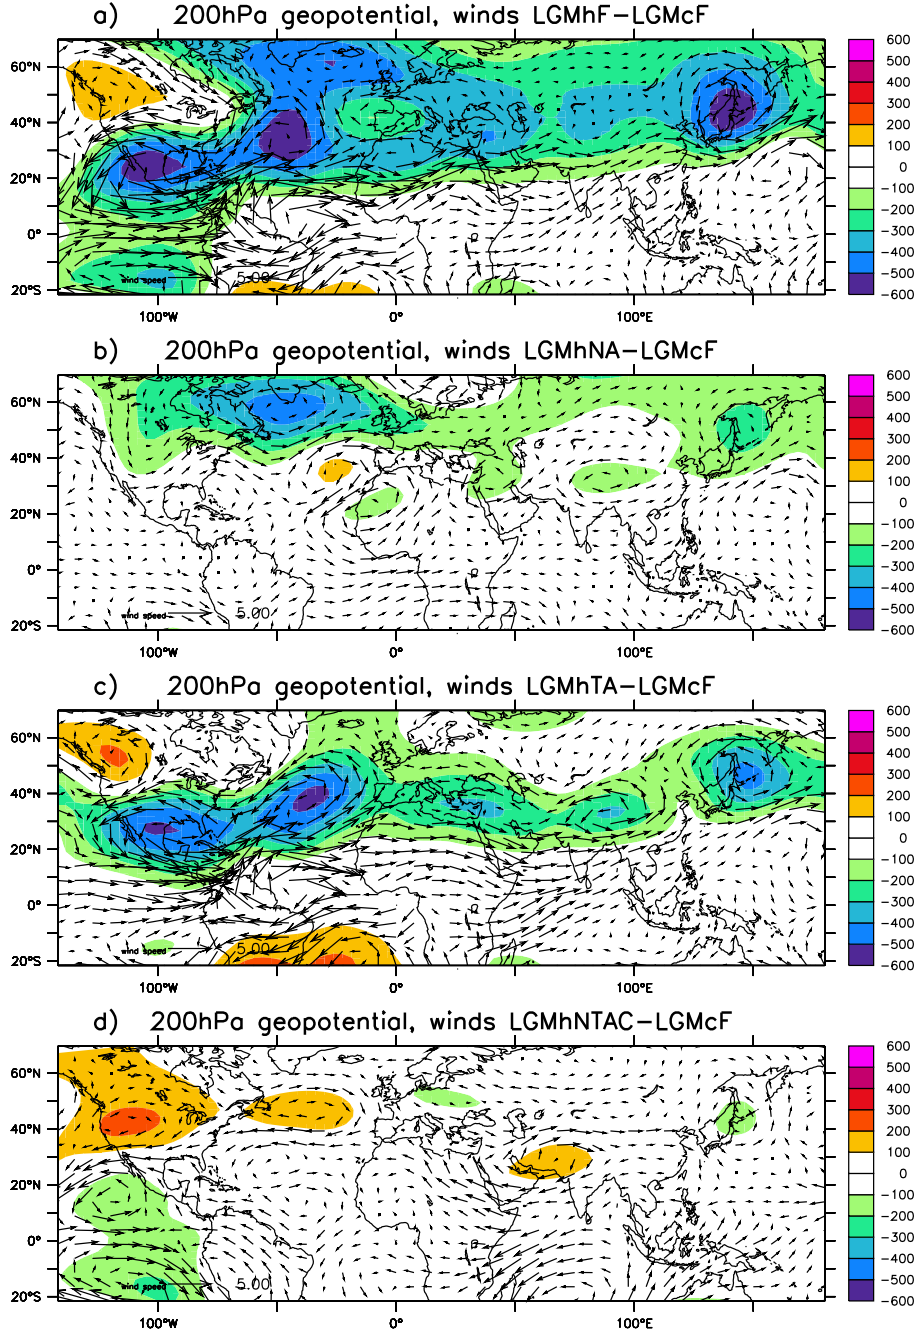 a) 200hPa geopotential, winds LGMhF−LGMcF
60°N
40°N
20°N
0°
20°S
100°W 0° 100°E
wind speed 5.00
600
500
400
300
200
100
0
−100
−200
−300
−400
−500
−600
b) 200hPa geopotential, winds LGMhNA−LGMcF
60°N
40°N
20°N
0°
20°S
100°W 0° 100°E
wind speed 5.00
600
500
400
300
200
100
0
−100
−200
−300
−400
−500
−600
c) 200hPa geopotential, winds LGMhTA−LGMcF
60°N
40°N
20°N
0°
20°S
100°W 0° 100°E
wind speed 5.00
600
500
400
300
200
100
0
−100
−200
−300
−400
−500
−600
d) 200hPa geopotential, winds LGMhNTAC−LGMcF
60°N
40°N
20°N
0°
20°S
100°W 0° 100°E
wind speed 5.00
600
500
400
300
200
100
0
−100
−200
−300
−400
−500
−600